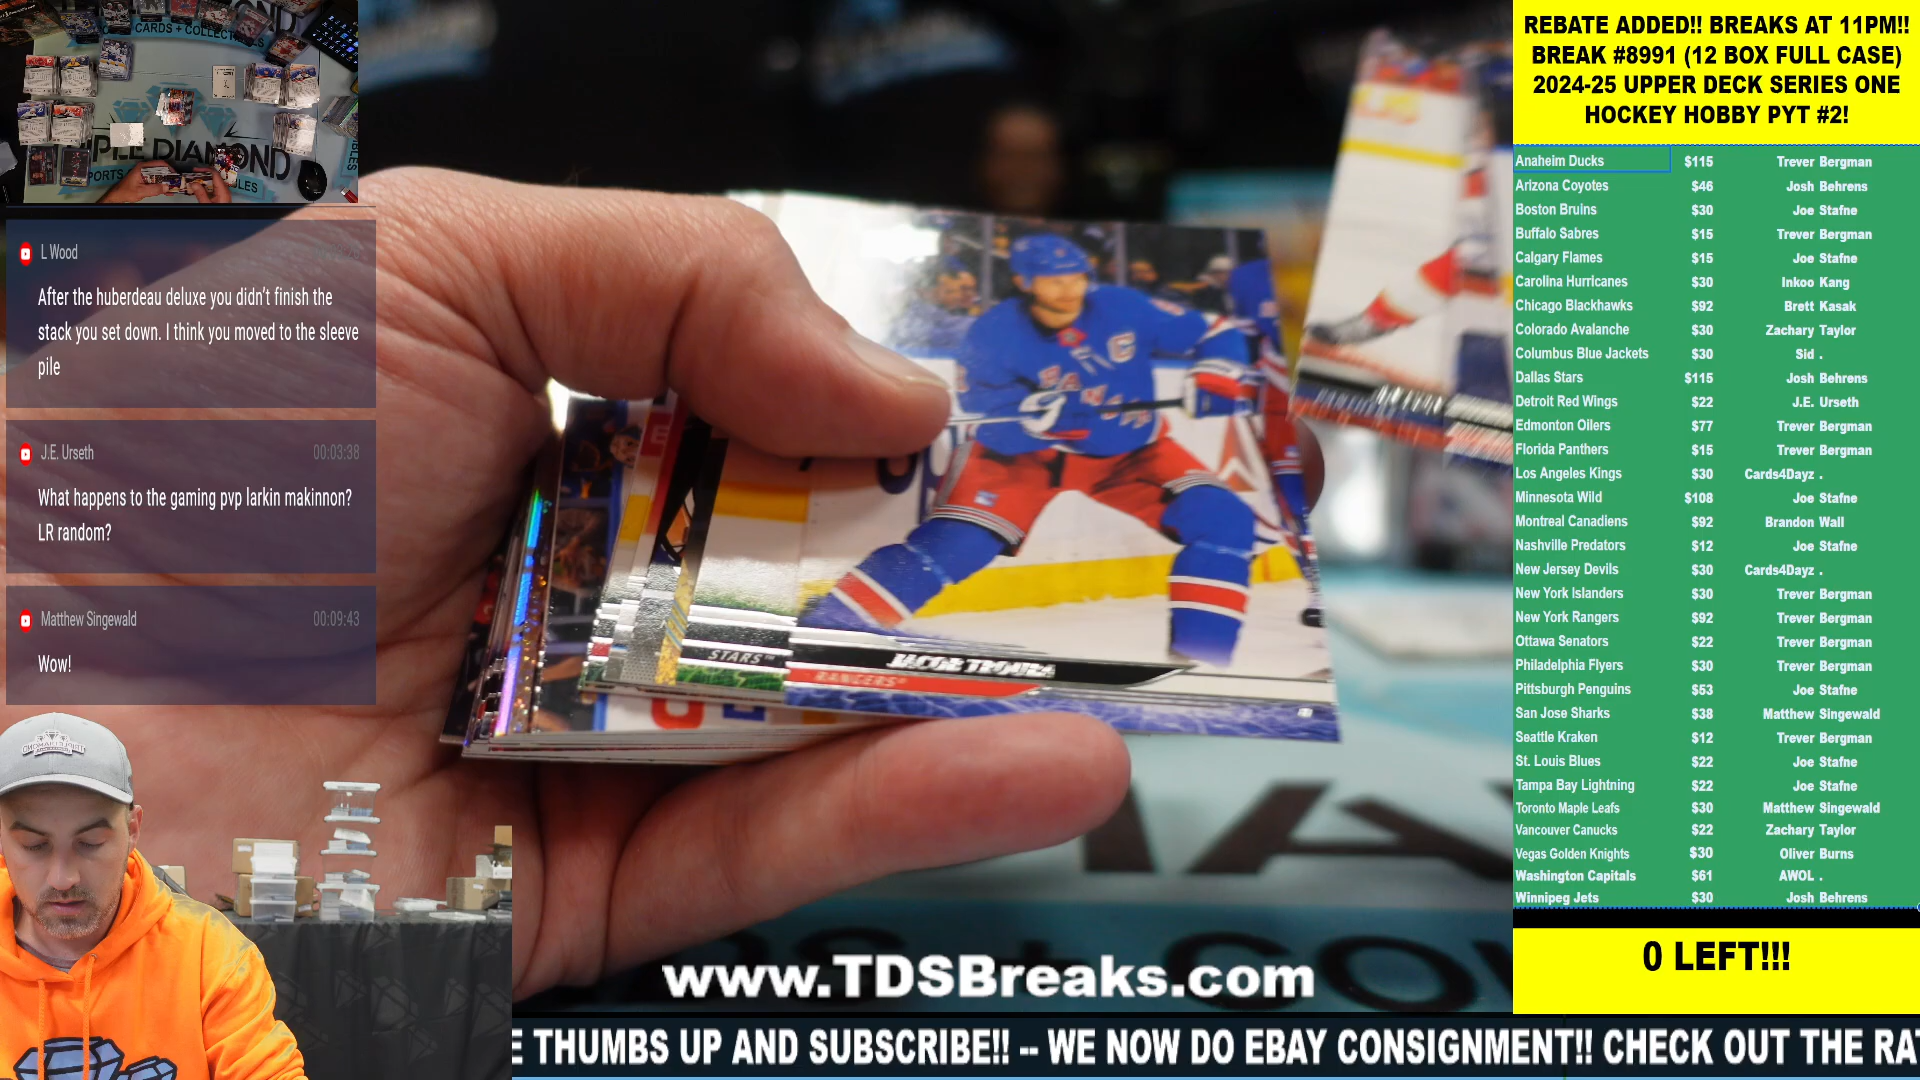 CARDS + COLLECT
PLE DIAMOND
PORTS
L Wood
After the huberdeau deluxe you didn't finish the
stack you set down. I think you moved to the sleeve
pile
J.E. Urseth 00:03:38
What happens to the gaming pvp larkin makinnon?
LR random?
Matthew Singewald 00:09:43
Wow!
STARS
JACOB TROUBA
RANGERS
www.TDSBreaks.com
E THUMBS UP AND SUBSCRIBE!! -- WE NOW DO EBAY CONSIGNMENT!! CHECK OUT THE RA
REBATE ADDED!! BREAKS AT 11PM!!
BREAK #8991 (12 BOX FULL CASE)
2024-25 UPPER DECK SERIES ONE
HOCKEY HOBBY PYT #2!
Anaheim Ducks $115 Trever Bergman
Arizona Coyotes $46 Josh Behrens
Boston Bruins $30 Joe Stafne
Buffalo Sabres $15 Trever Bergman
Calgary Flames $15 Joe Stafne
Carolina Hurricanes $30 Inkoo Kang
Chicago Blackhawks $92 Brett Kasak
Colorado Avalanche $30 Zachary Taylor
Columbus Blue Jackets $30 Sid .
Dallas Stars $115 Josh Behrens
Detroit Red Wings $22 J.E. Urseth
Edmonton Oilers $77 Trever Bergman
Florida Panthers $15 Trever Bergman
Los Angeles Kings $30 Cards4Dayz .
Minnesota Wild $108 Joe Stafne
Montreal Canadiens $92 Brandon Wall
Nashville Predators $12 Joe Stafne
New Jersey Devils $30 Cards4Dayz .
New York Islanders $30 Trever Bergman
New York Rangers $92 Trever Bergman
Ottawa Senators $22 Trever Bergman
Philadelphia Flyers $30 Trever Bergman
Pittsburgh Penguins $53 Joe Stafne
San Jose Sharks $38 Matthew Singewald
Seattle Kraken $12 Trever Bergman
St. Louis Blues $22 Joe Stafne
Tampa Bay Lightning $22 Joe Stafne
Toronto Maple Leafs $30 Matthew Singewald
Vancouver Canucks $22 Zachary Taylor
Vegas Golden Knights $30 Oliver Burns
Washington Capitals $61 AWOL .
Winnipeg Jets $30 Josh Behrens
0 LEFT!!!